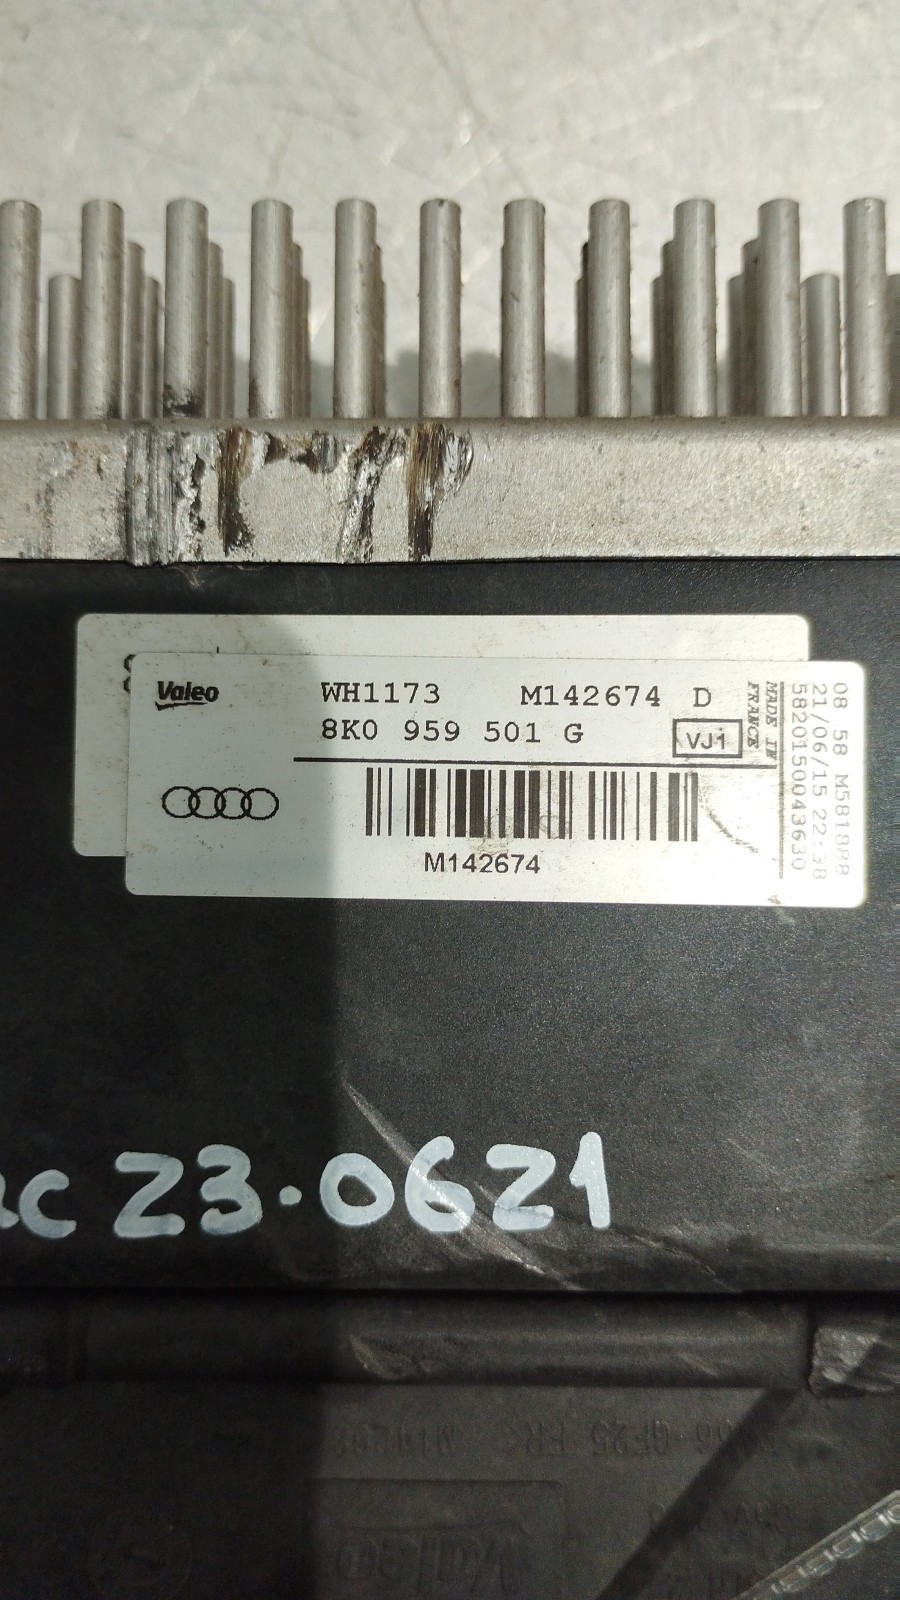 Valeo
WH1173 M142674 D
8K0 959 501 G
VJ1
MADE IN
FRANCE
M142674
08 58 M581888
21/06/15 22:38
5820150043630
23.0621